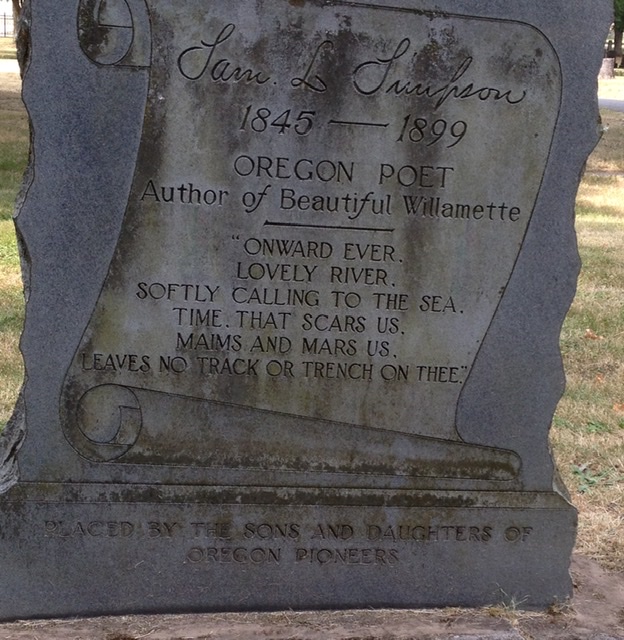 Sam. L Simpson
1845 — 1899
OREGON POET
Author of Beautiful Willamette
"ONWARD EVER,
LOVELY RIVER,
SOFTLY CALLING TO THE SEA,
TIME, THAT SCARS US,
MAIMS AND MARS US,
LEAVES NO TRACK OR TRENCH ON THEE."
PLACED BY THE SONS AND DAUGHTERS OF
OREGON PIONEERS